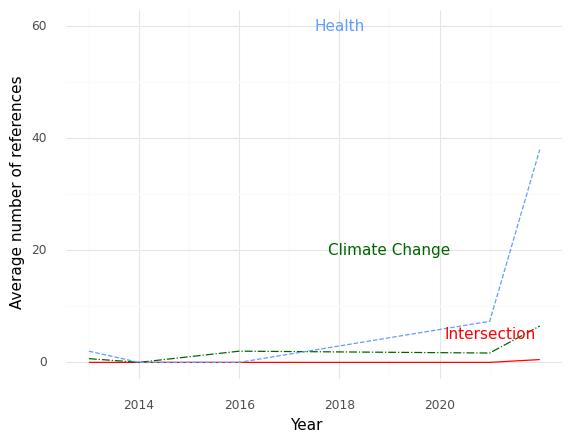 Health
Climate Change
Intersection
60
40
20
0
2014 2016 2018 2020
Year
Average number of references